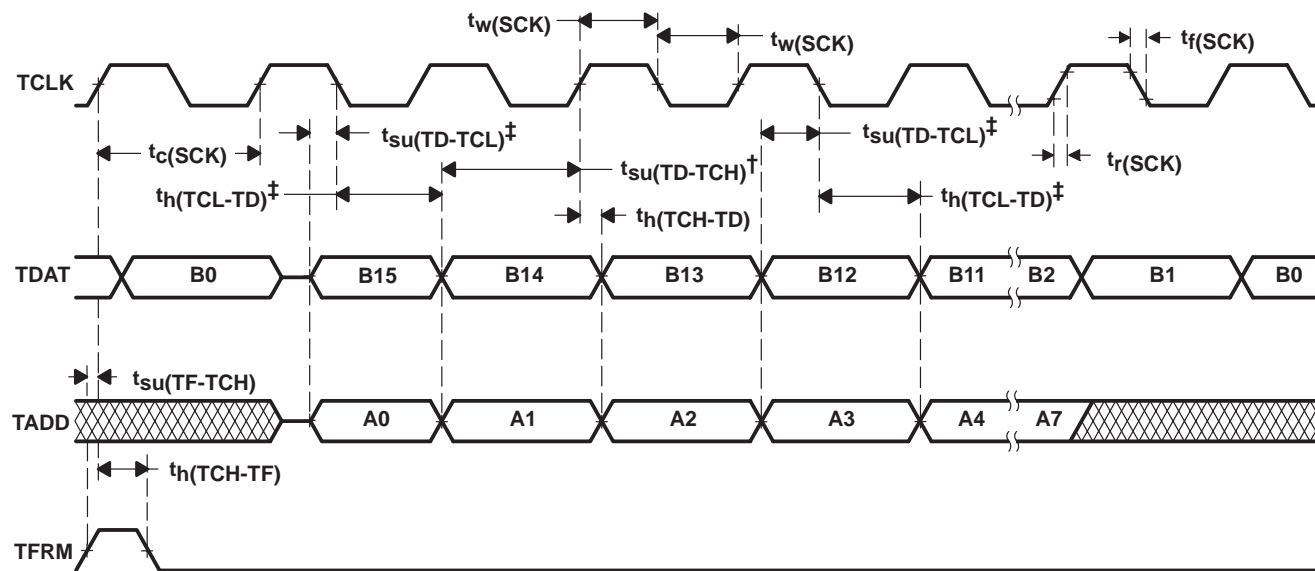 tw(SCK)
tw(SCK)
tf(SCK)
TCLK
tsu(TD-TCL)‡
tsu(TD-TCL)‡
tc(SCK)
tsu(TD-TCH)†
tr(SCK)
th(TCL-TD)‡
th(TCL-TD)‡
th(TCH-TD)
TDAT B0 B15 B14 B13 B12 B11 B2 B1 B0
tsu(TF-TCH)
TADD A0 A1 A2 A3 A4 A7
th(TCH-TF)
TFRM